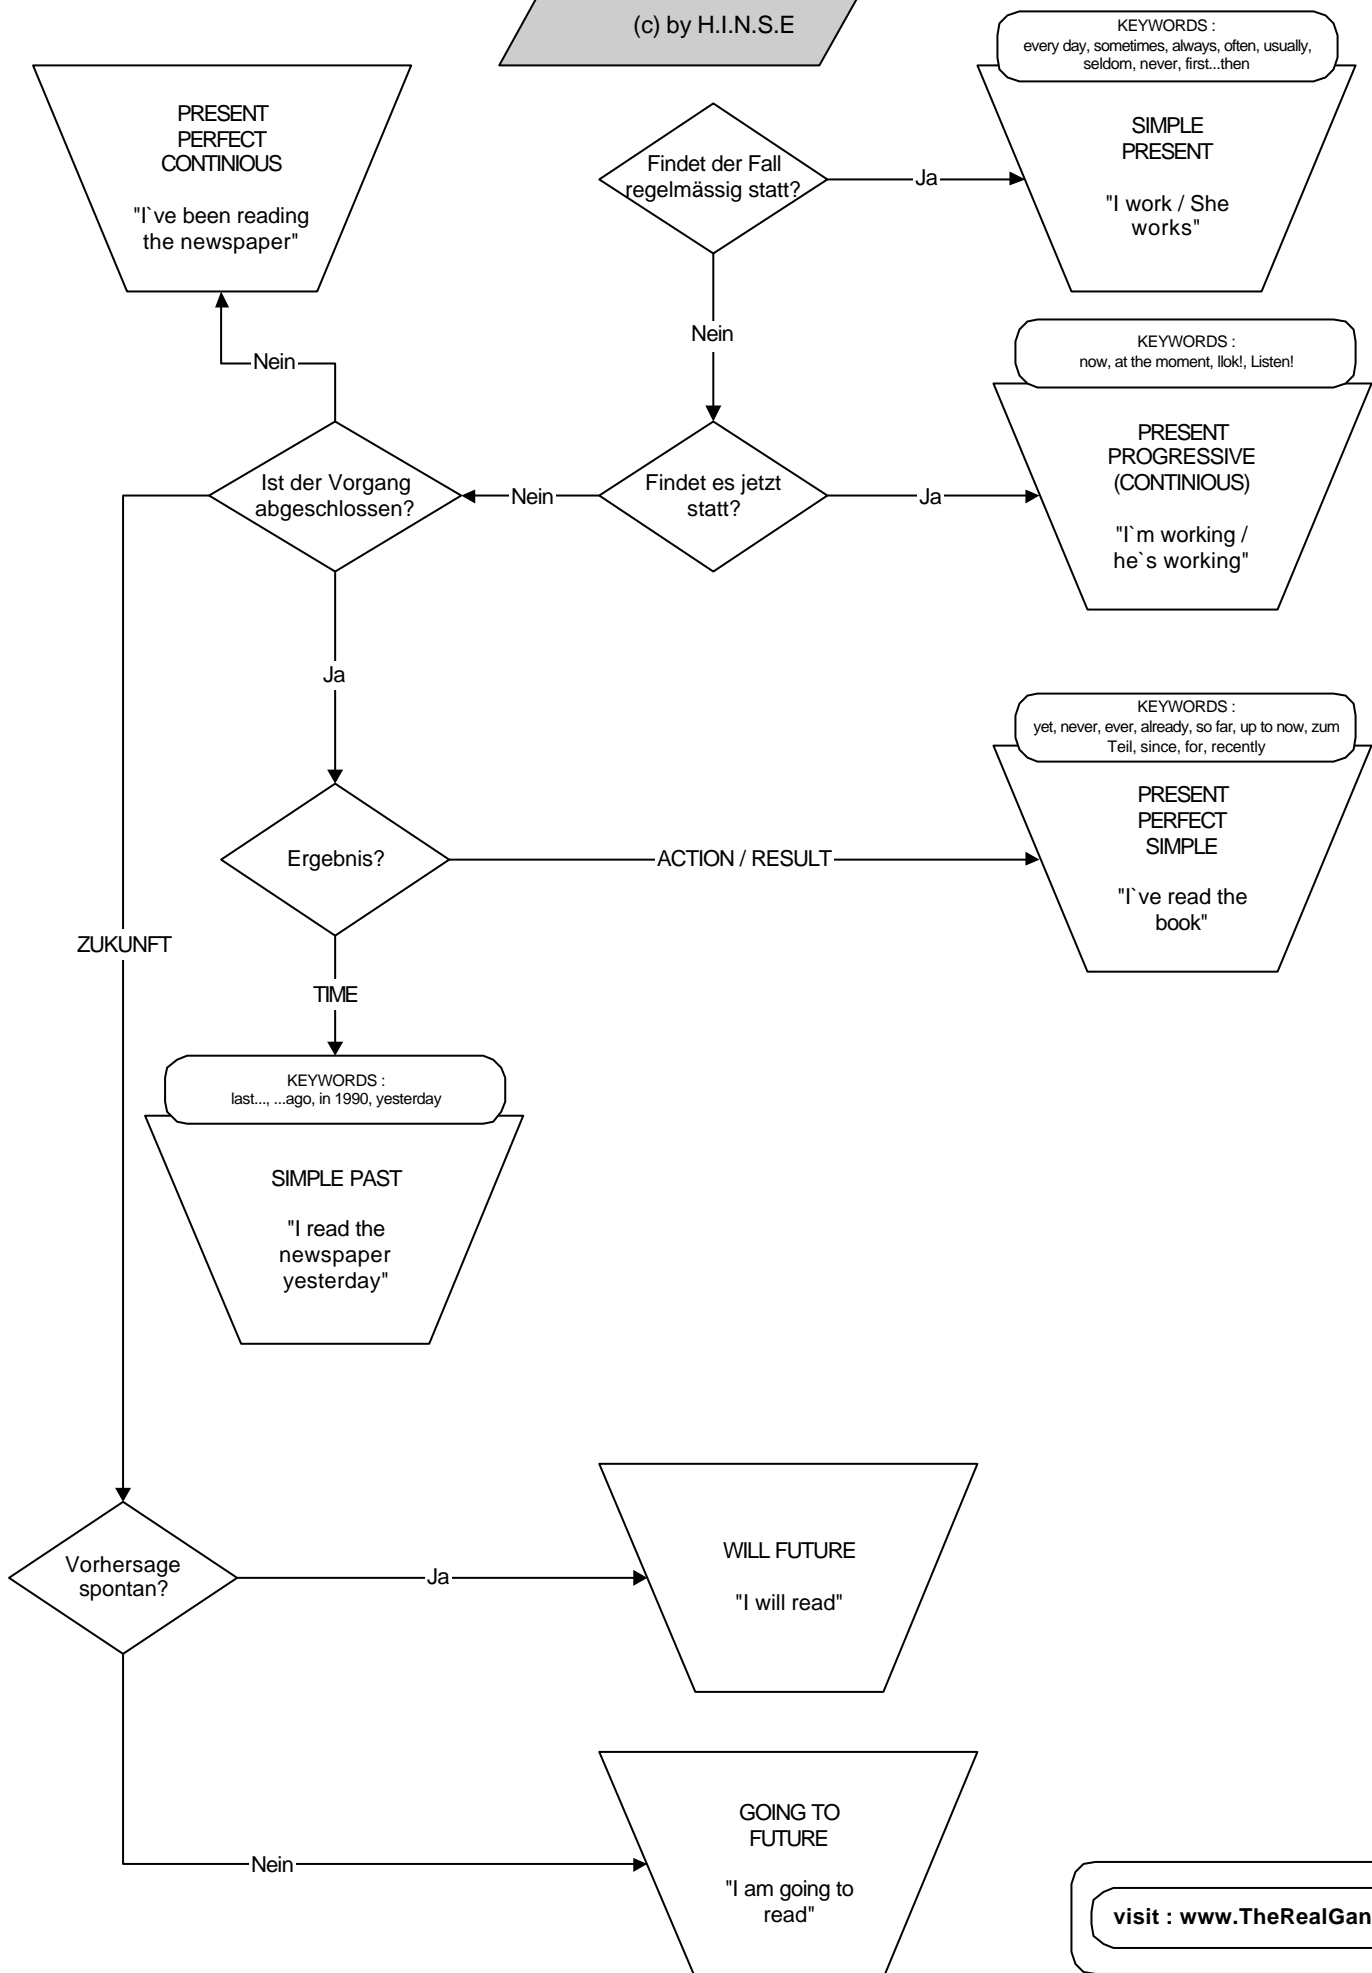 (c) by H.I.N.S.E
KEYWORDS :
every day, sometimes, always, often, usually,
seldom, never, first...then
PRESENT
PERFECT
CONTINIOUS
"I`ve been reading
the newspaper"
Findet der Fall
regelmässig statt?
Ja
SIMPLE
PRESENT
"I work / She
works"
Nein
Nein
KEYWORDS :
now, at the moment, llok!, Listen!
Ist der Vorgang
abgeschlossen?
Nein
Findet es jetzt
statt?
Ja
PRESENT
PROGRESSIVE
(CONTINIOUS)
"I`m working /
he`s working"
Ja
KEYWORDS :
yet, never, ever, already, so far, up to now, zum
Teil, since, for, recently
Ergebnis?
ACTION / RESULT
PRESENT
PERFECT
SIMPLE
"I`ve read the
book"
ZUKUNFT
TIME
KEYWORDS :
last..., ...ago, in 1990, yesterday
SIMPLE PAST
"I read the
newspaper
yesterday"
Vorhersage
spontan?
Ja
WILL FUTURE
"I will read"
Nein
GOING TO
FUTURE
"I am going to
read"
visit : www.TheRealGan